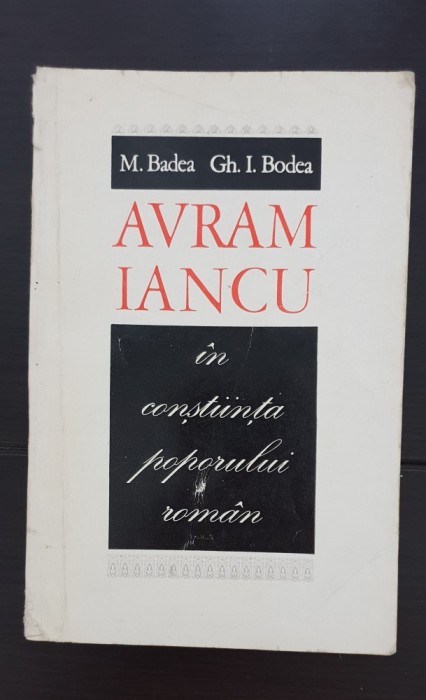 M. Badea Gh. I. Bodea
AVRAM
IANCU
în
conștiința
poporului
român